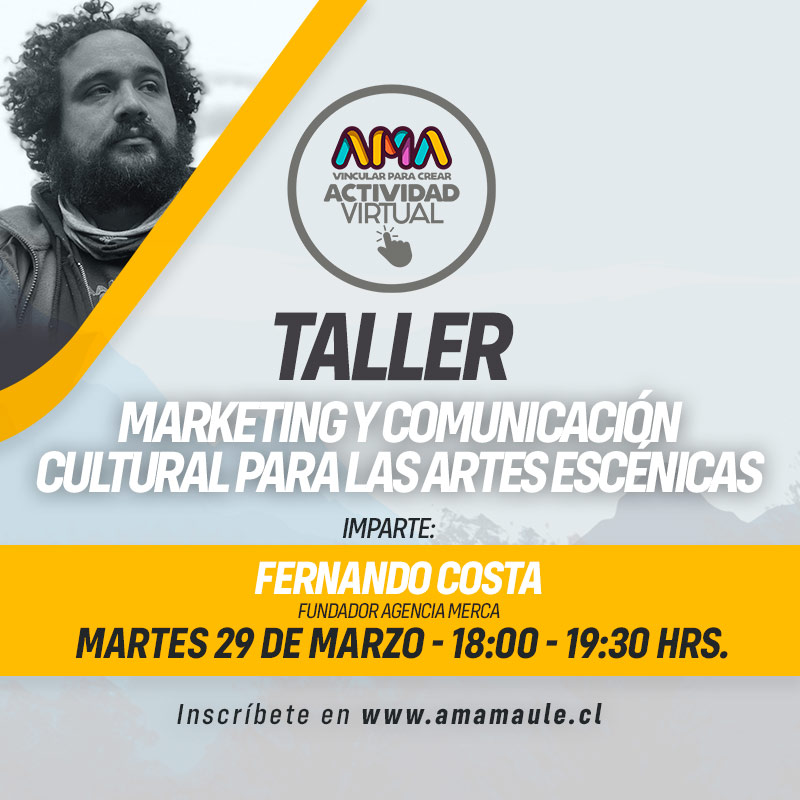 AMA
VINCULAR PARA CREAR
ACTIVIDAD
VIRTUAL
TALLER
MARKETING Y COMUNICACIÓN
CULTURAL PARA LAS ARTES ESCÉNICAS
IMPARTE:
FERNANDO COSTA
FUNDADOR AGENCIA MERCA
MARTES 29 DE MARZO - 18:00 - 19:30 HRS.
Inscríbete en www.amamaule.cl